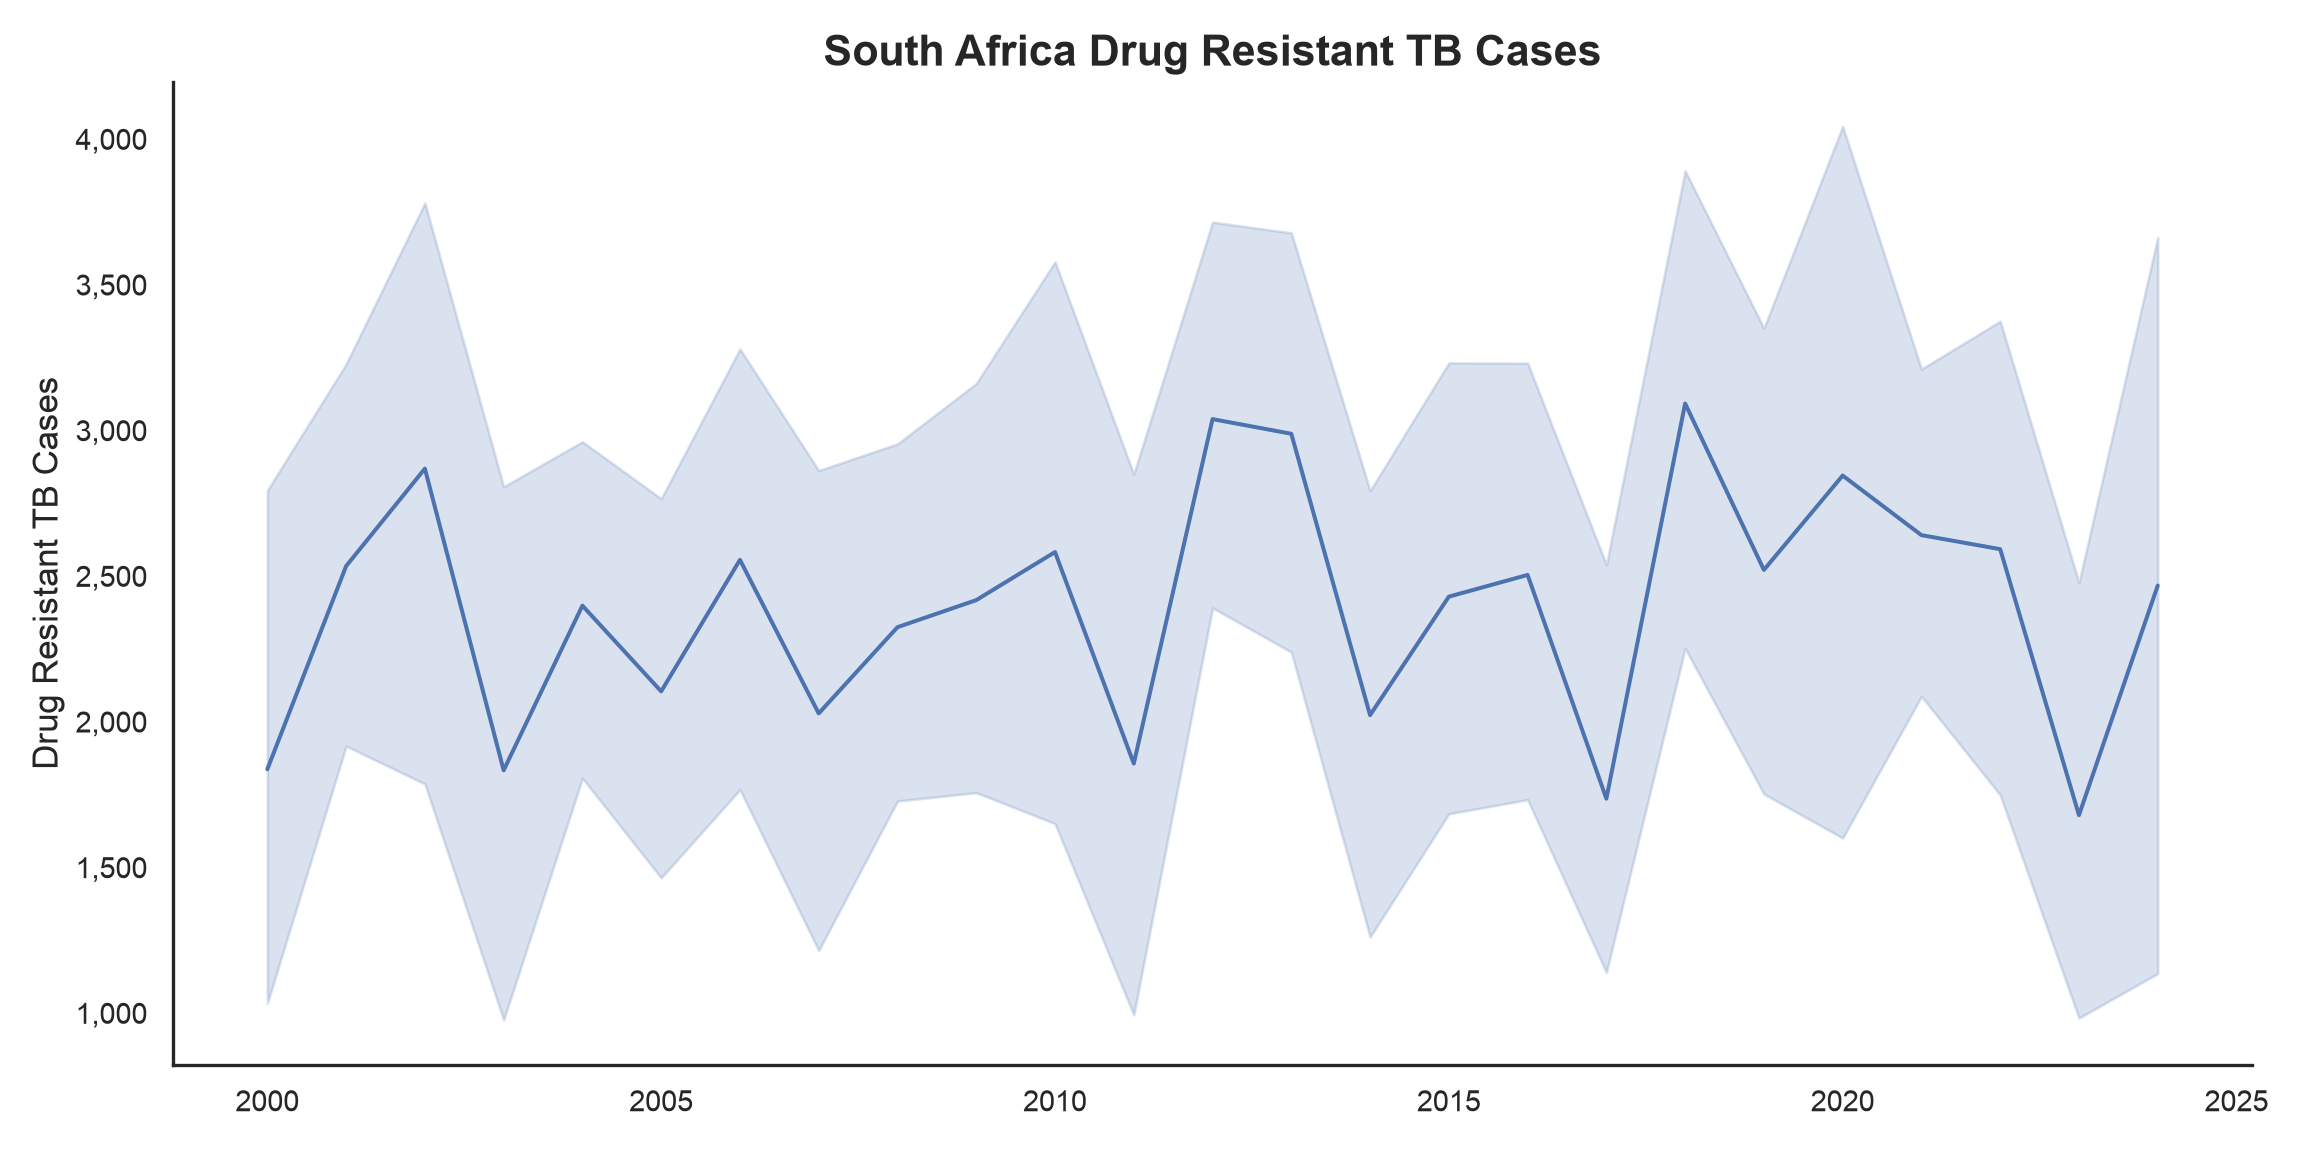 South Africa Drug Resistant TB Cases
Drug Resistant TB Cases
4,000
3,500
3,000
2,500
2,000
1,500
1,000
2000 2005 2010 2015 2020 2025